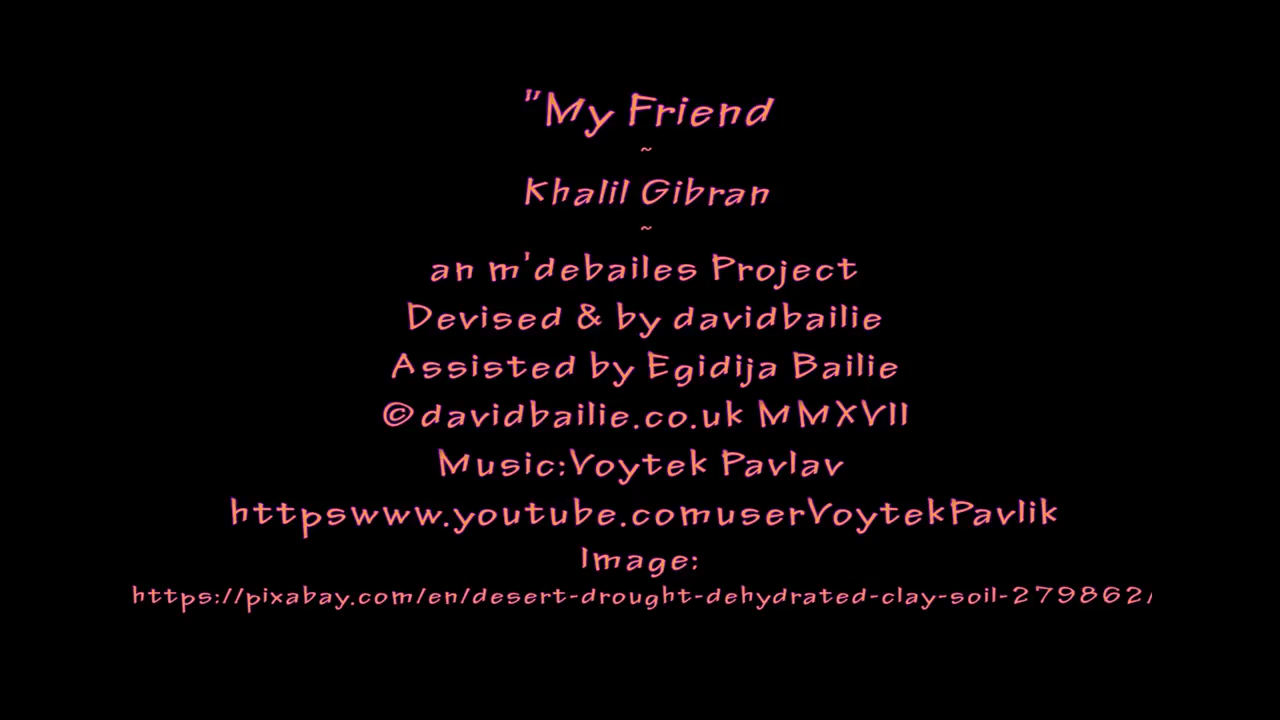 "My Friend
~
Khalil Gibran
~
an m'debailes Project
Devised & by davidbailie
Assisted by Egidija Bailie
©davidbailie.co.uk MMXVII
Music:Voytek Pavlav
httpswww.youtube.comuserVoytekPavlik
Image:
https://pixabay.com/en/desert-drought-dehydrated-clay-soil-279862/